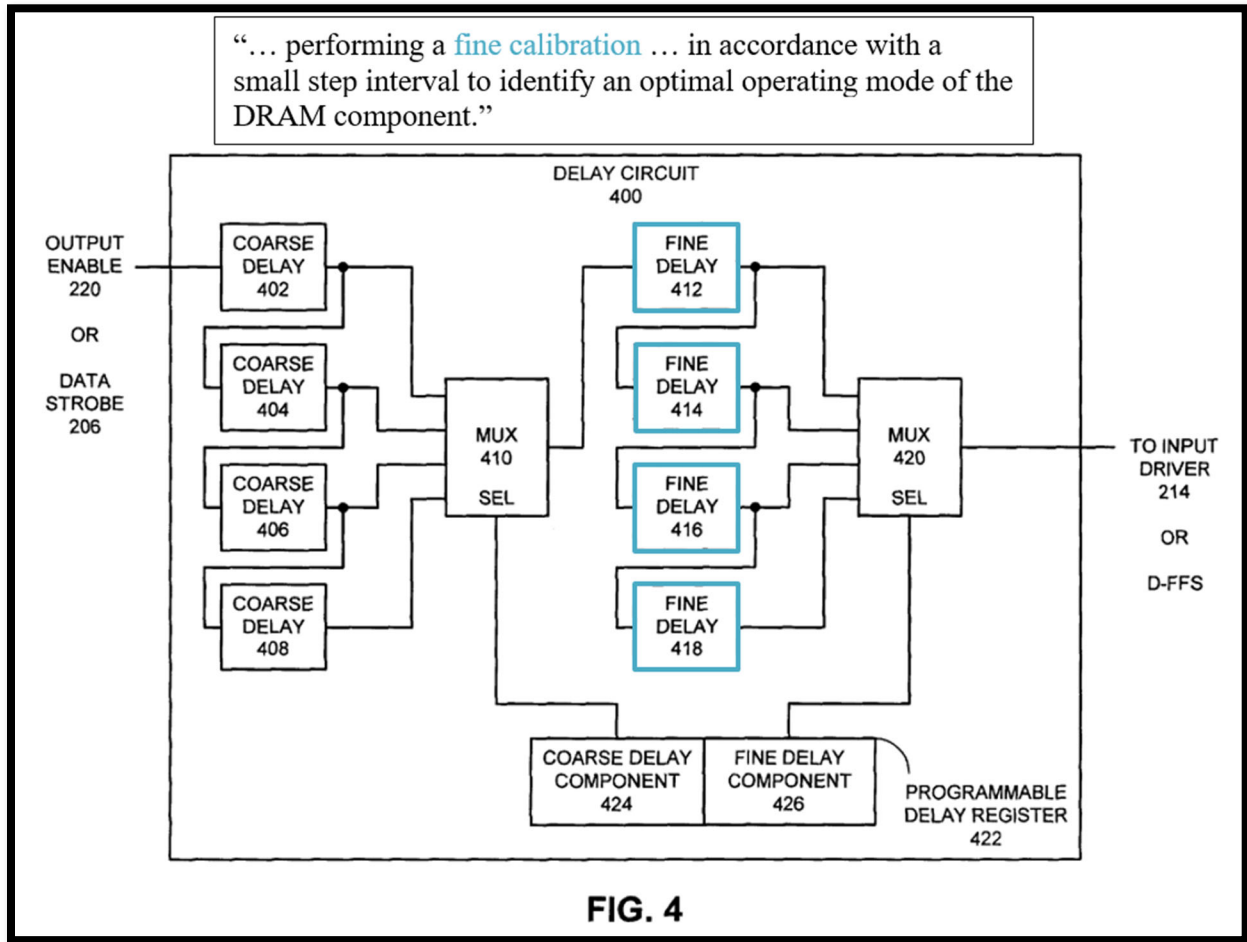 “… performing a fine calibration … in accordance with a
small step interval to identify an optimal operating mode of the
DRAM component.”
DELAY CIRCUIT
400
OUTPUT
ENABLE
220
OR
DATA
STROBE
206
COARSE
DELAY
402
COARSE
DELAY
404
COARSE
DELAY
406
COARSE
DELAY
408
MUX
410
SEL
FINE
DELAY
412
FINE
DELAY
414
FINE
DELAY
416
FINE
DELAY
418
MUX
420
SEL
TO INPUT
DRIVER
214
OR
D-FFS
COARSE DELAY
COMPONENT
424
FINE DELAY
COMPONENT
426
PROGRAMMABLE
DELAY REGISTER
422
FIG. 4